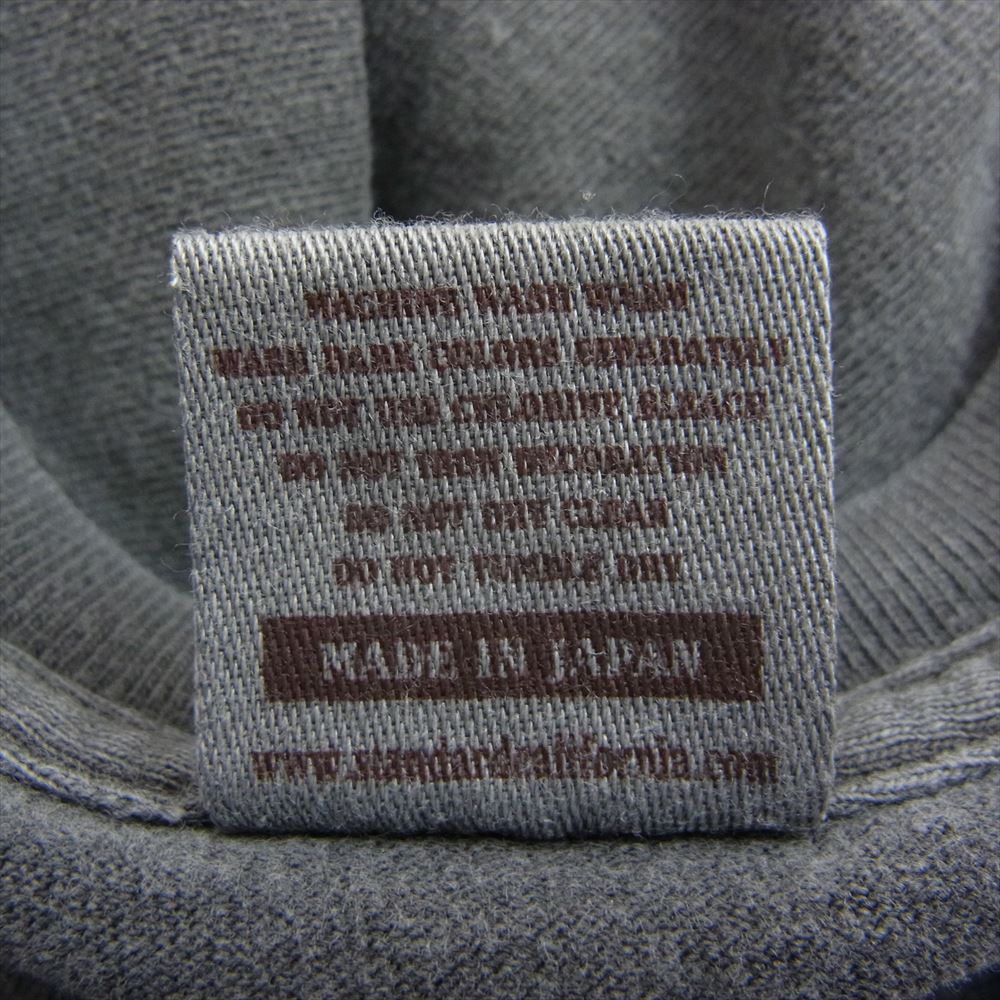 MACHINE WASH WARM
WASH DARK COLORS SEPERATELY
DO NOT USE CHLORINE BLEACH
DO NOT IRON DECORATION
DO NOT DRY CLEAN
DO NOT TUMBLE DRY
MADE IN JAPAN
www.standardcalifornia.com